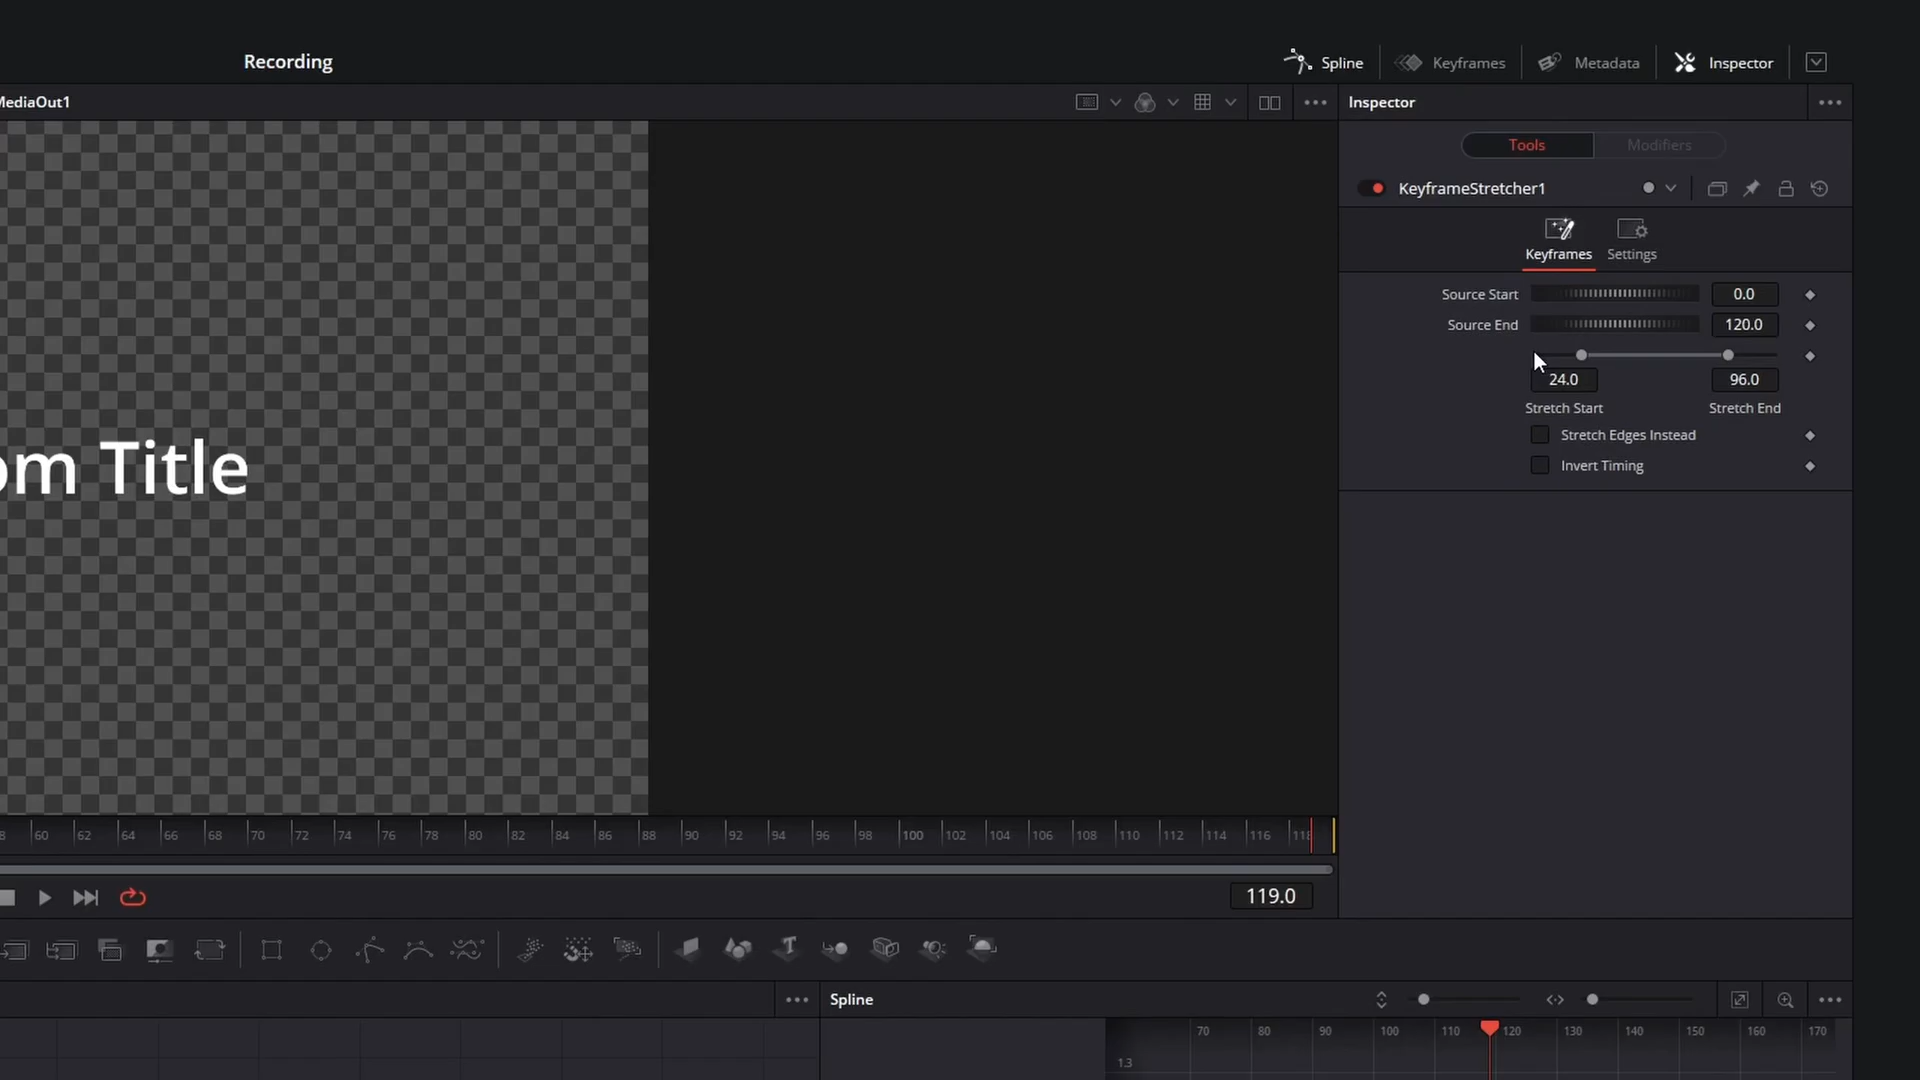 Recording
Spline
Keyframes
Metadata
Inspector
MediaOut1
Inspector
Tools
Modifiers
KeyframeStretcher1
Keyframes
Settings
Source Start
0.0
Source End
120.0
24.0
96.0
Stretch Start
Stretch End
Stretch Edges Instead
Invert Timing
om Title
8 60 62 64 66 68 70 72 74 76 78 80 82 84 86 88 90 92 94 96 98 100 102 104 106 108 110 112 114 116 118
119.0
Spline
70 80 90 100 110 120 130 140 150 160 170
1.3